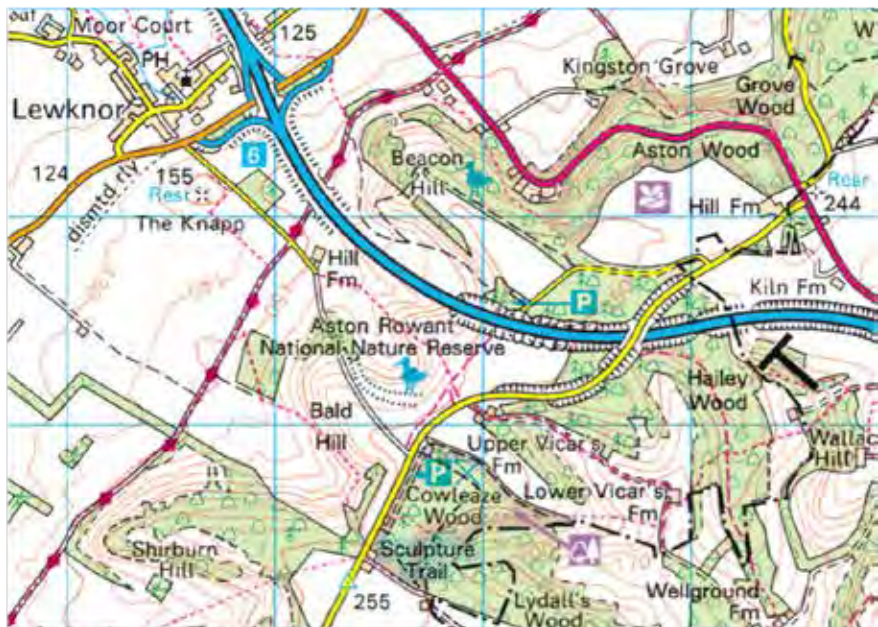 Moor Court
125
PH
Lewknor
Kingston Grove
Grove
Wood
W
6
124
155
Beacon
Hill
Aston Wood
dismtd rly
Rest
The Knapp
Hill Fm
244
Hill
Fm
P
Kiln Fm
Aston Rowant
National Nature Reserve
Hailey
Wood
Bald
Hill
Upper Vicar's
Fm
Wallac
Hill
P
Cowleaze
Wood
Lower Vicar's
Fm
Shirburn
Hill
Sculpture
Trail
255
Lydall's
Wood
Wellground
Fm